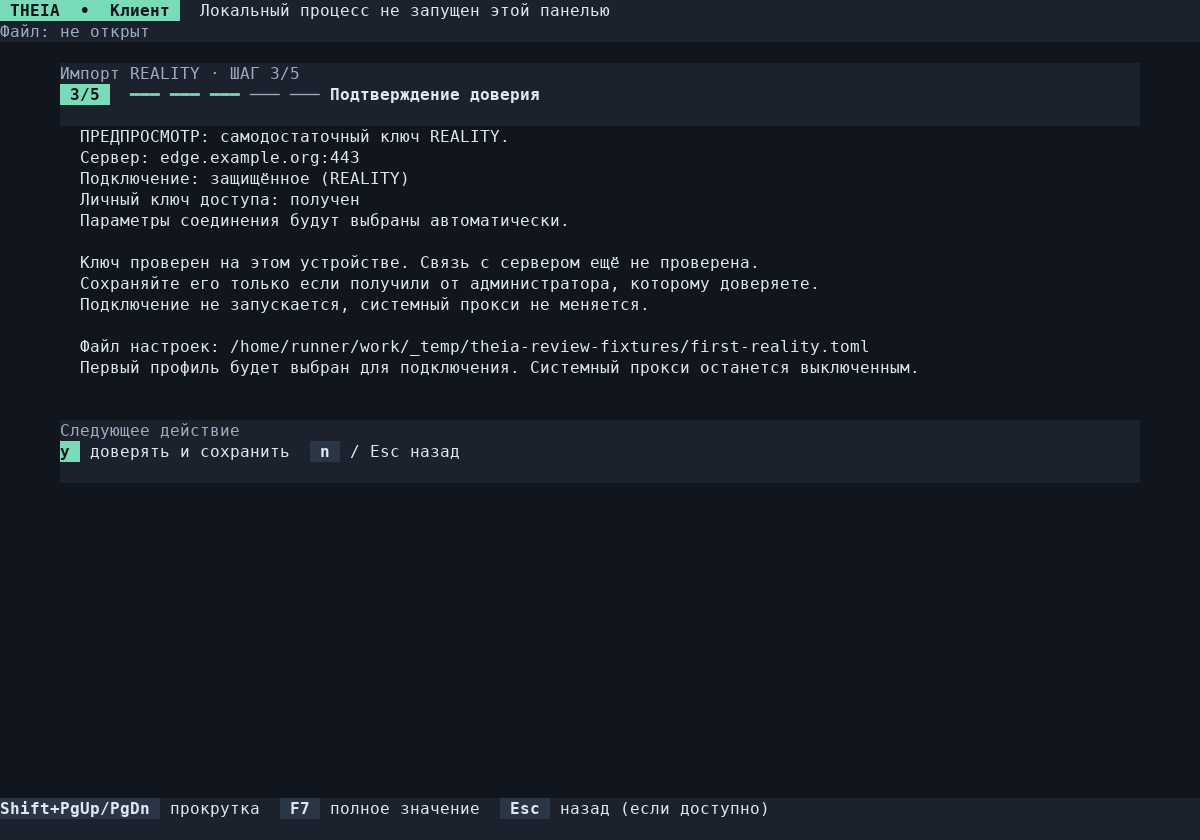 THEIA • Клиент Локальный процесс не запущен этой панелью
Файл: не открыт
Импорт REALITY · ШАГ 3/5
3/5 ━━━ ━━━ ━━━ ─── ─── Подтверждение доверия
ПРЕДПРОСМОТР: самодостаточный ключ REALITY.
Сервер: edge.example.org:443
Подключение: защищённое (REALITY)
Личный ключ доступа: получен
Параметры соединения будут выбраны автоматически.
Ключ проверен на этом устройстве. Связь с сервером ещё не проверена.
Сохраняйте его только если получили от администратора, которому доверяете.
Подключение не запускается, системный прокси не меняется.
Файл настроек: /home/runner/work/_temp/theia-review-fixtures/first-reality.toml
Первый профиль будет выбран для подключения. Системный прокси останется выключенным.
Следующее действие
y доверять и сохранить n / Esc назад
Shift+PgUp/PgDn прокрутка F7 полное значение Esc назад (если доступно)